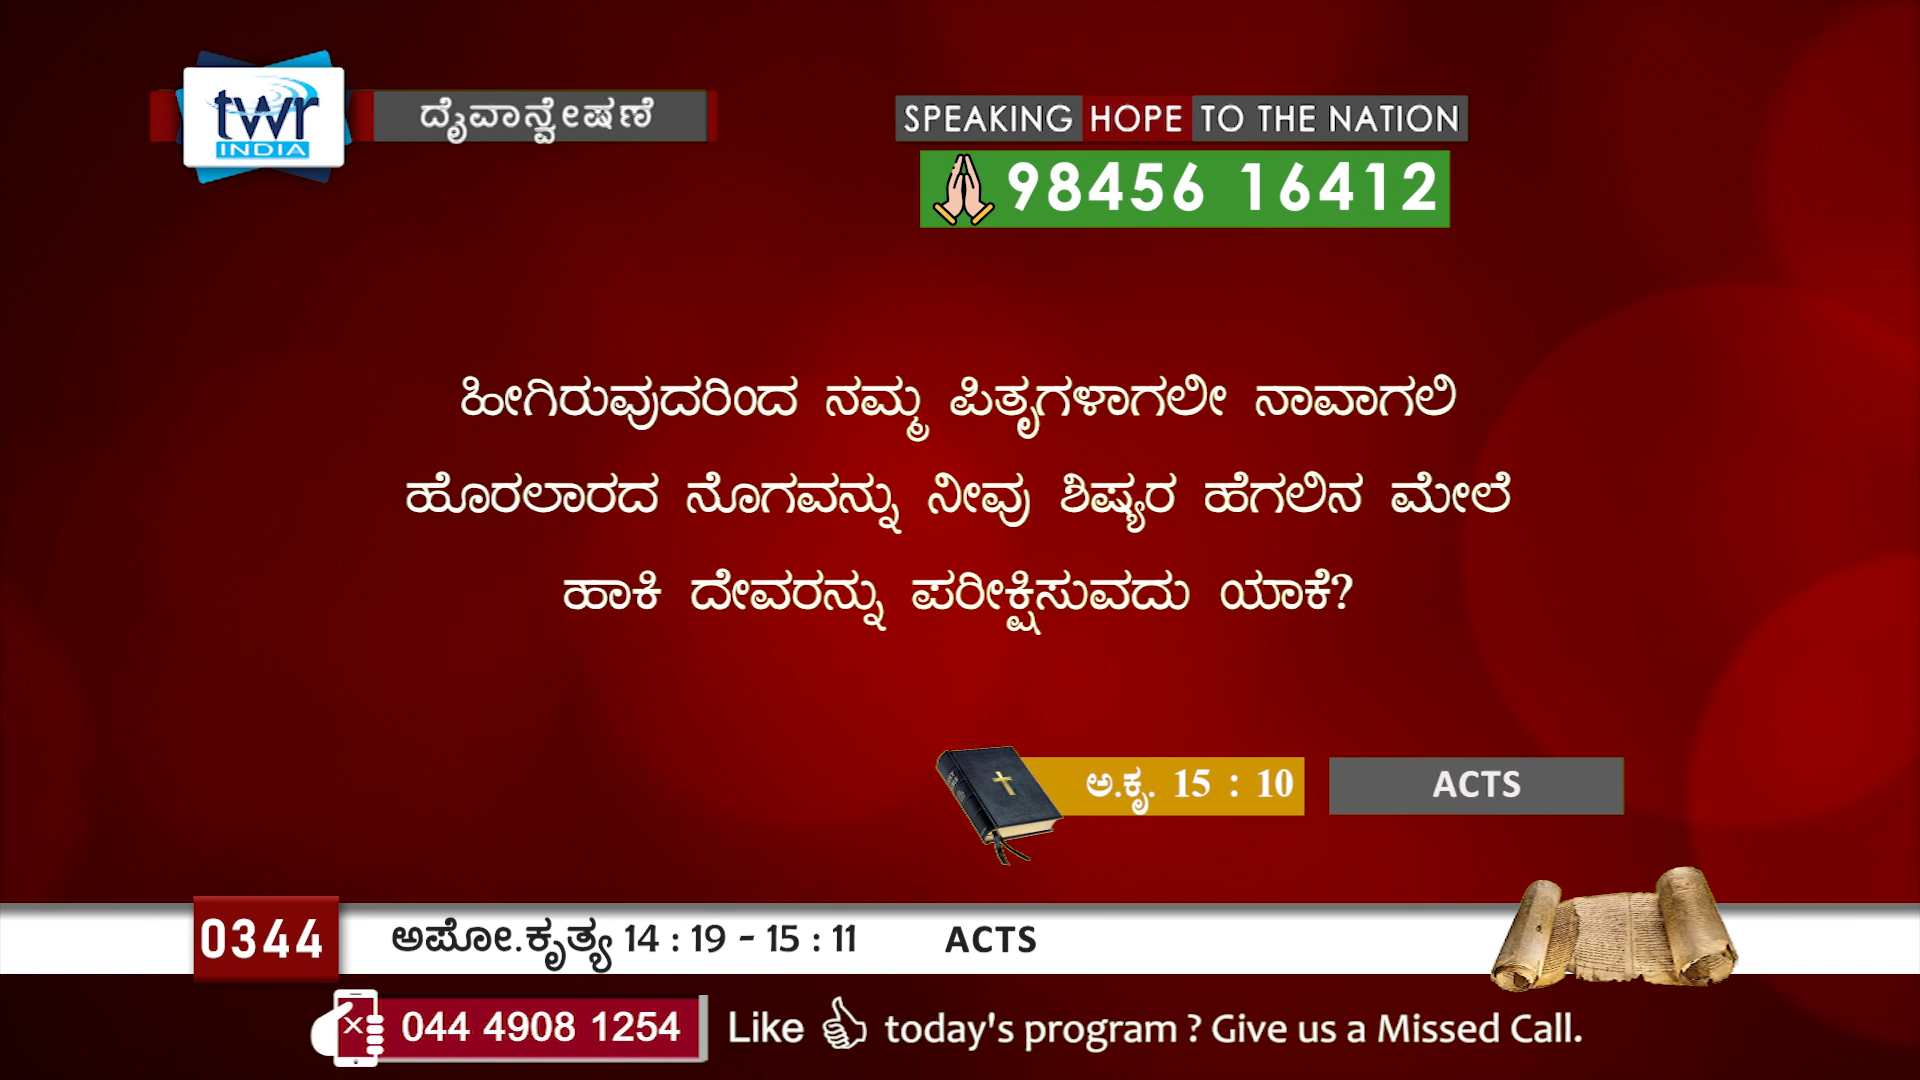 twr
INDIA
ದೈವಾನ್ವೇಷಣೆ
SPEAKING HOPE TO THE NATION
98456 16412
ಹೀಗಿರುವುದರಿಂದ ನಮ್ಮ ಪಿತೃಗಳಾಗಲೀ ನಾವಾಗಲಿ
ಹೊರಲಾರದ ನೊಗವನ್ನು ನೀವು ಶಿಷ್ಯರ ಹೆಗಲಿನ ಮೇಲೆ
ಹಾಕಿ ದೇವರನ್ನು ಪರೀಕ್ಷಿಸುವದು ಯಾಕೆ?
ಅ.ಕೃ. 15 : 10 ACTS
0344 ಅಪೋ.ಕೃತ್ಯ 14 : 19 - 15 : 11 ACTS
044 4908 1254 Like today's program ? Give us a Missed Call.